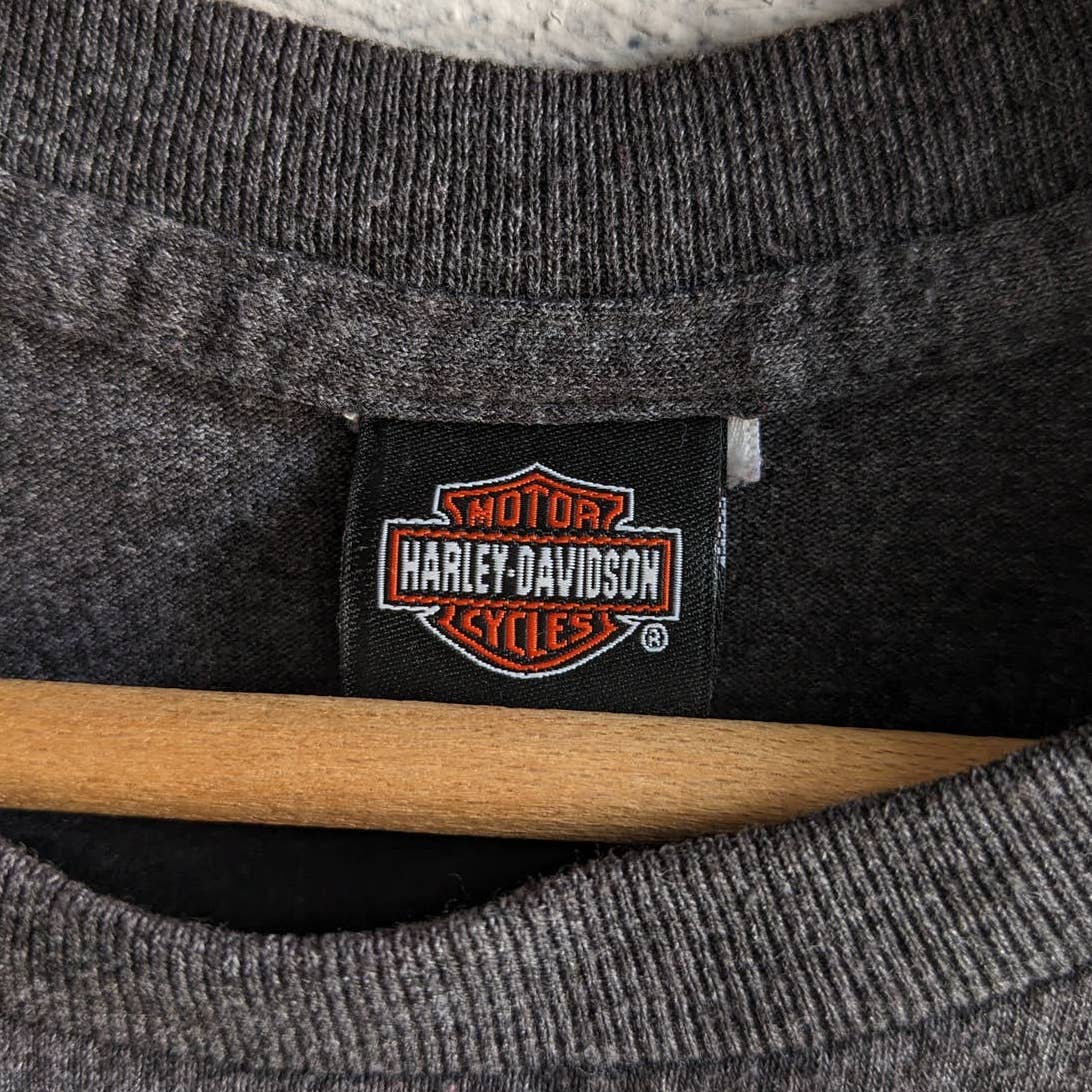 MOTOR
HARLEY-DAVIDSON
CYCLES
®